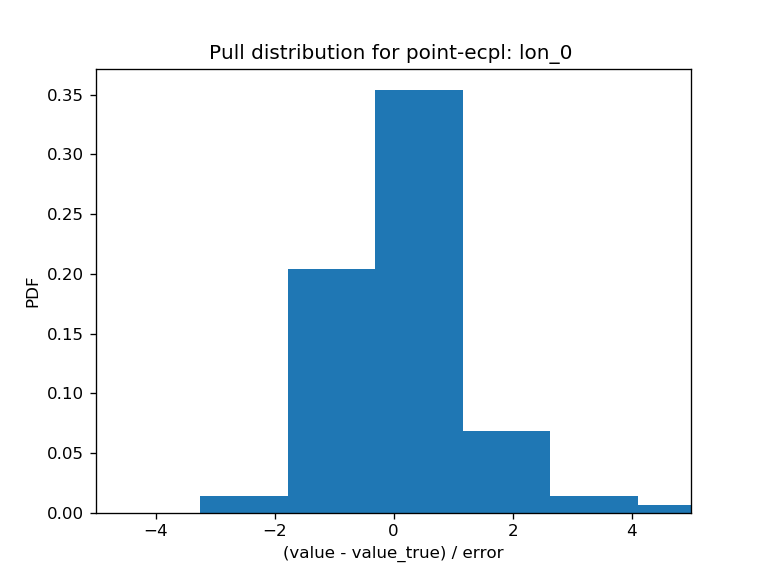 Pull distribution for point-ecpl: lon_0
0.35
0.30
0.25
0.20
0.15
0.10
0.05
0.00
PDF
−4 −2 0 2 4
(value - value_true) / error